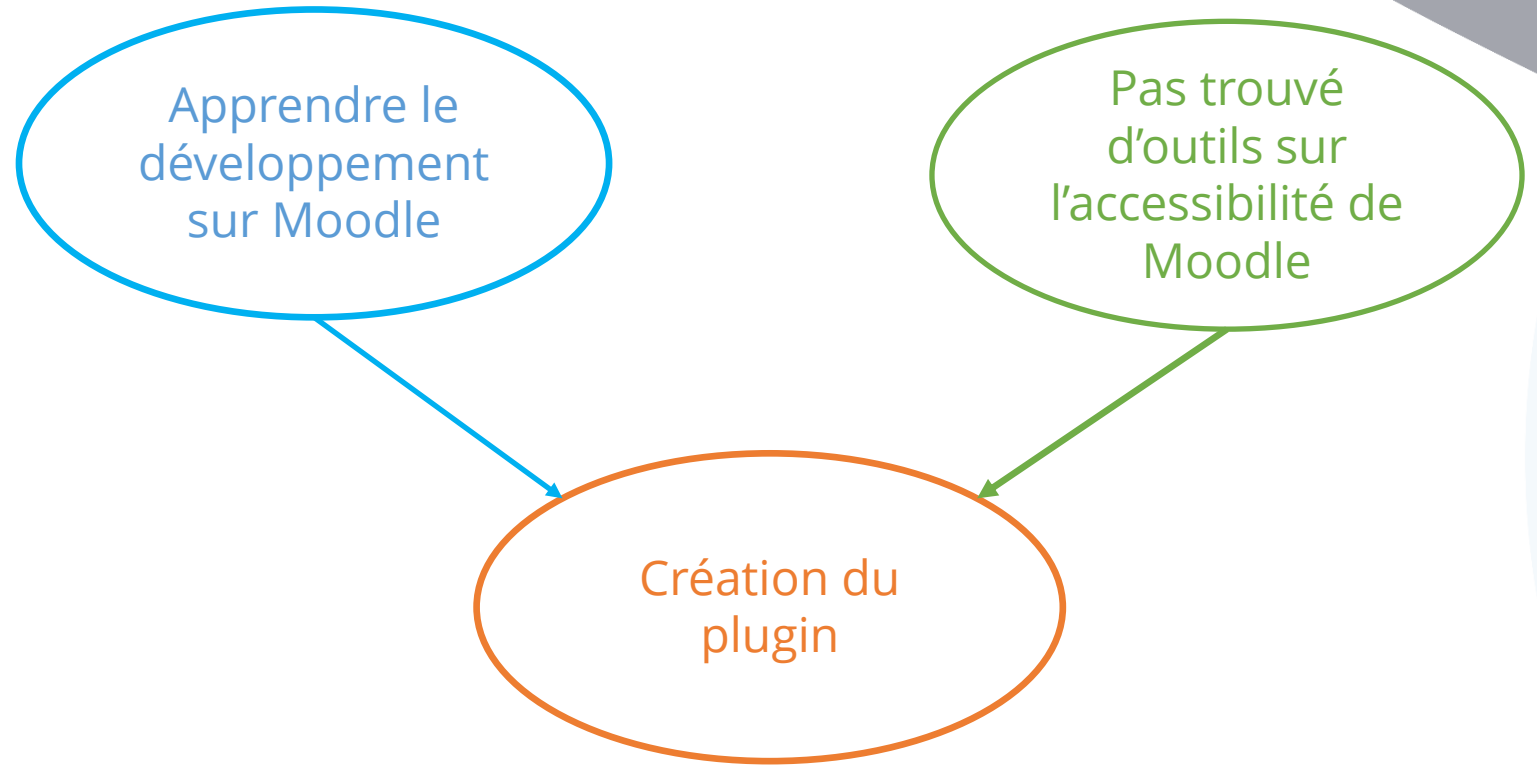 Apprendre le
développement
sur Moodle
Pas trouvé
d’outils sur
l’accessibilité de
Moodle
Création du
plugin